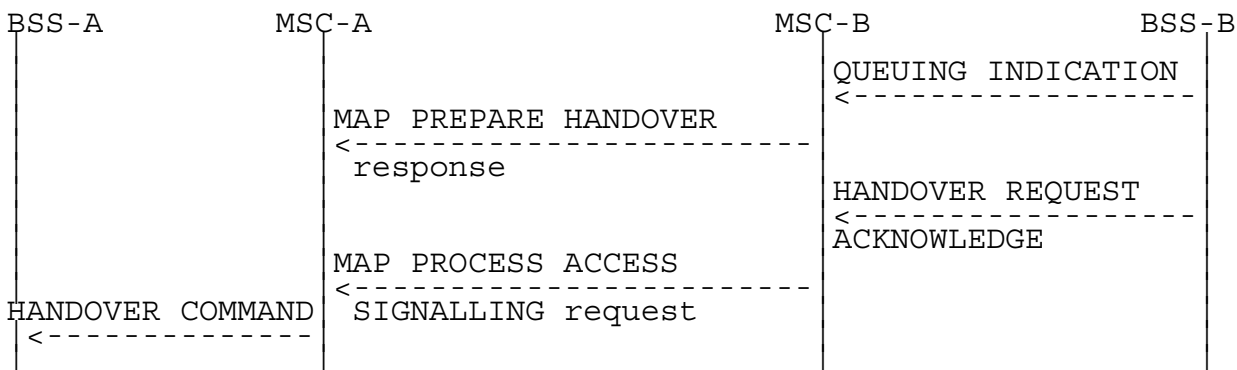 BSS-A MSC-A MSC-B BSS-B
QUEUING INDICATION
MAP PREPARE HANDOVER
response
HANDOVER REQUEST
ACKNOWLEDGE
MAP PROCESS ACCESS
HANDOVER COMMAND SIGNALLING request